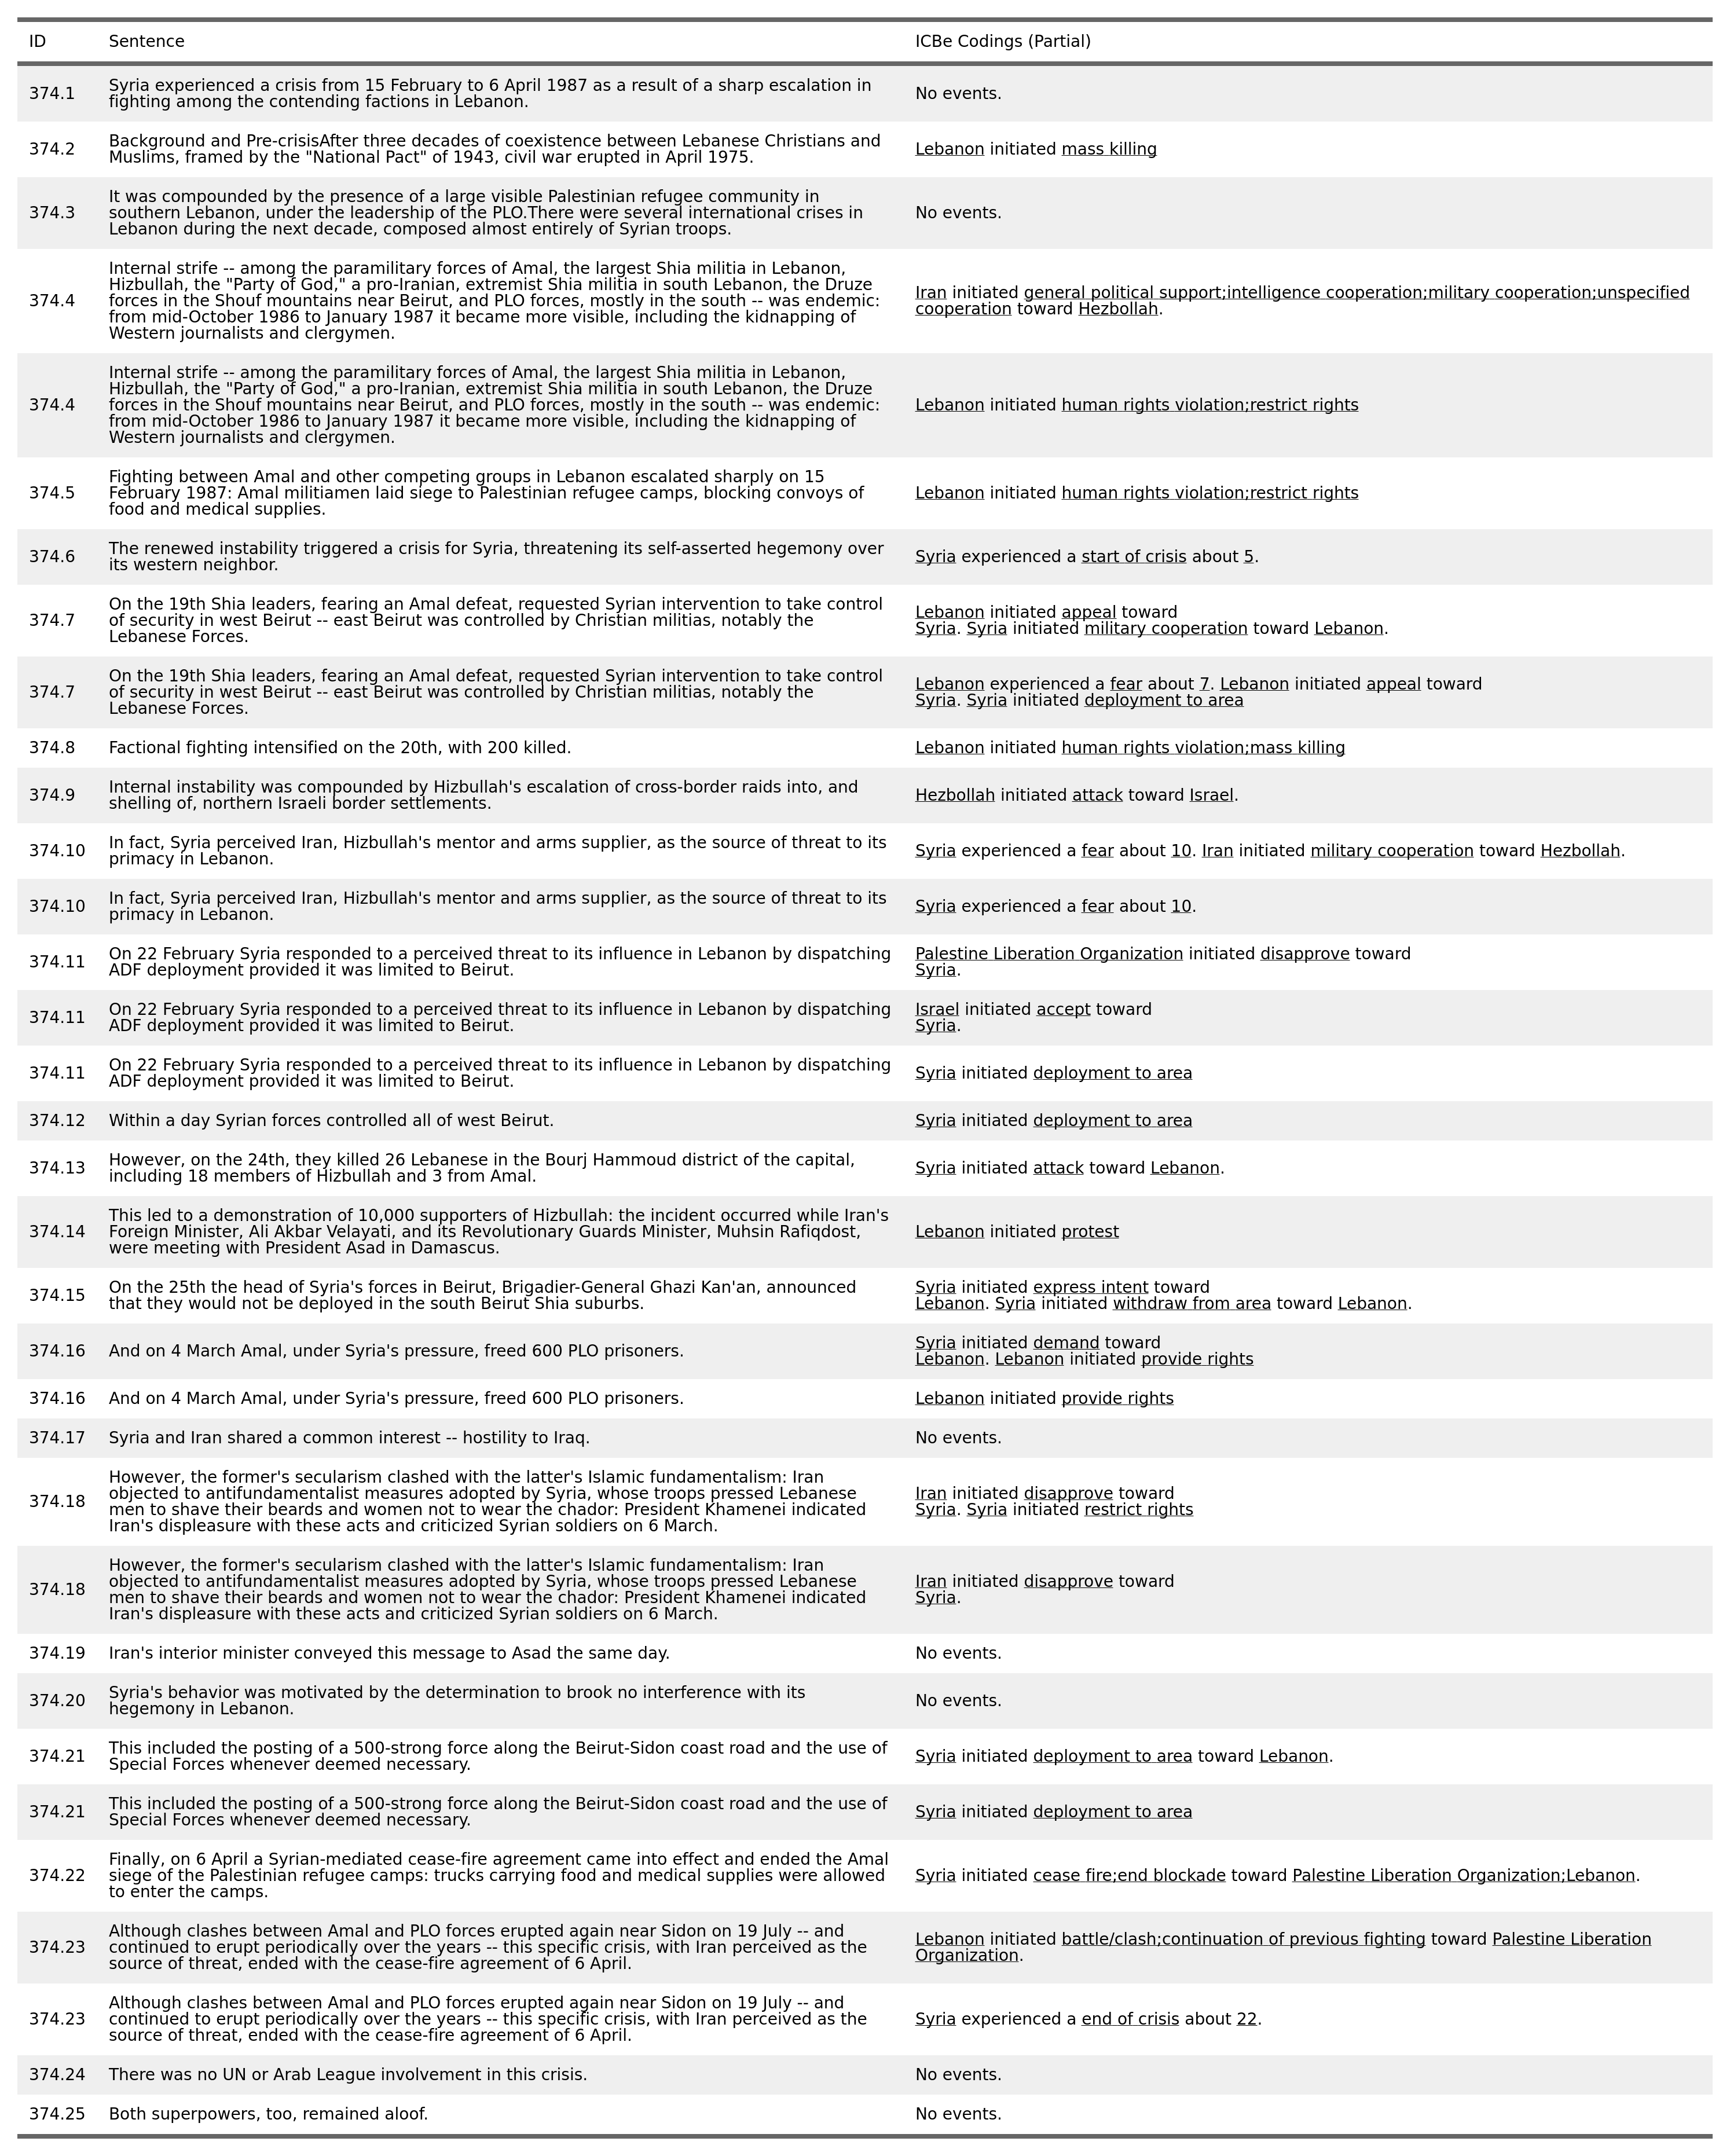 ID Sentence ICBe Codings (Partial)
374.1 Syria experienced a crisis from 15 February to 6 April 1987 as a result of a sharp escalation in
fighting among the contending factions in Lebanon.
No events.
374.2 Background and Pre-crisisAfter three decades of coexistence between Lebanese Christians and
Muslims, framed by the "National Pact" of 1943, civil war erupted in April 1975.
Lebanon initiated mass killing
374.3 It was compounded by the presence of a large visible Palestinian refugee community in
southern Lebanon, under the leadership of the PLO.There were several international crises in
Lebanon during the next decade, composed almost entirely of Syrian troops.
No events.
374.4 Internal strife -- among the paramilitary forces of Amal, the largest Shia militia in Lebanon,
Hizbullah, the "Party of God," a pro-Iranian, extremist Shia militia in south Lebanon, the Druze
forces in the Shouf mountains near Beirut, and PLO forces, mostly in the south -- was endemic:
from mid-October 1986 to January 1987 it became more visible, including the kidnapping of
Western journalists and clergymen.
Iran initiated general political support;intelligence cooperation;military cooperation;unspecified
cooperation toward Hezbollah.
374.4 Internal strife -- among the paramilitary forces of Amal, the largest Shia militia in Lebanon,
Hizbullah, the "Party of God," a pro-Iranian, extremist Shia militia in south Lebanon, the Druze
forces in the Shouf mountains near Beirut, and PLO forces, mostly in the south -- was endemic:
from mid-October 1986 to January 1987 it became more visible, including the kidnapping of
Western journalists and clergymen.
Lebanon initiated human rights violation;restrict rights
374.5 Fighting between Amal and other competing groups in Lebanon escalated sharply on 15
February 1987: Amal militiamen laid siege to Palestinian refugee camps, blocking convoys of
food and medical supplies.
Lebanon initiated human rights violation;restrict rights
374.6 The renewed instability triggered a crisis for Syria, threatening its self-asserted hegemony over
its western neighbor.
Syria experienced a start of crisis about 5.
374.7 On the 19th Shia leaders, fearing an Amal defeat, requested Syrian intervention to take control
of security in west Beirut -- east Beirut was controlled by Christian militias, notably the
Lebanese Forces.
Lebanon initiated appeal toward
Syria. Syria initiated military cooperation toward Lebanon.
374.7 On the 19th Shia leaders, fearing an Amal defeat, requested Syrian intervention to take control
of security in west Beirut -- east Beirut was controlled by Christian militias, notably the
Lebanese Forces.
Lebanon experienced a fear about 7. Lebanon initiated appeal toward
Syria. Syria initiated deployment to area
374.8 Factional fighting intensified on the 20th, with 200 killed.
Lebanon initiated human rights violation;mass killing
374.9 Internal instability was compounded by Hizbullah's escalation of cross-border raids into, and
shelling of, northern Israeli border settlements.
Hezbollah initiated attack toward Israel.
374.10 In fact, Syria perceived Iran, Hizbullah's mentor and arms supplier, as the source of threat to its
primacy in Lebanon.
Syria experienced a fear about 10. Iran initiated military cooperation toward Hezbollah.
374.10 In fact, Syria perceived Iran, Hizbullah's mentor and arms supplier, as the source of threat to its
primacy in Lebanon.
Syria experienced a fear about 10.
374.11 On 22 February Syria responded to a perceived threat to its influence in Lebanon by dispatching
ADF deployment provided it was limited to Beirut.
Palestine Liberation Organization initiated disapprove toward
Syria.
374.11 On 22 February Syria responded to a perceived threat to its influence in Lebanon by dispatching
ADF deployment provided it was limited to Beirut.
Israel initiated accept toward
Syria.
374.11 On 22 February Syria responded to a perceived threat to its influence in Lebanon by dispatching
ADF deployment provided it was limited to Beirut.
Syria initiated deployment to area
374.12 Within a day Syrian forces controlled all of west Beirut.
Syria initiated deployment to area
374.13 However, on the 24th, they killed 26 Lebanese in the Bourj Hammoud district of the capital,
including 18 members of Hizbullah and 3 from Amal.
Syria initiated attack toward Lebanon.
374.14 This led to a demonstration of 10,000 supporters of Hizbullah: the incident occurred while Iran's
Foreign Minister, Ali Akbar Velayati, and its Revolutionary Guards Minister, Muhsin Rafiqdost,
were meeting with President Asad in Damascus.
Lebanon initiated protest
374.15 On the 25th the head of Syria's forces in Beirut, Brigadier-General Ghazi Kan'an, announced
that they would not be deployed in the south Beirut Shia suburbs.
Syria initiated express intent toward
Lebanon. Syria initiated withdraw from area toward Lebanon.
374.16 And on 4 March Amal, under Syria's pressure, freed 600 PLO prisoners.
Syria initiated demand toward
Lebanon. Lebanon initiated provide rights
374.16 And on 4 March Amal, under Syria's pressure, freed 600 PLO prisoners.
Lebanon initiated provide rights
374.17 Syria and Iran shared a common interest -- hostility to Iraq.
No events.
374.18 However, the former's secularism clashed with the latter's Islamic fundamentalism: Iran
objected to antifundamentalist measures adopted by Syria, whose troops pressed Lebanese
men to shave their beards and women not to wear the chador: President Khamenei indicated
Iran's displeasure with these acts and criticized Syrian soldiers on 6 March.
Iran initiated disapprove toward
Syria. Syria initiated restrict rights
374.18 However, the former's secularism clashed with the latter's Islamic fundamentalism: Iran
objected to antifundamentalist measures adopted by Syria, whose troops pressed Lebanese
men to shave their beards and women not to wear the chador: President Khamenei indicated
Iran's displeasure with these acts and criticized Syrian soldiers on 6 March.
Iran initiated disapprove toward
Syria.
374.19 Iran's interior minister conveyed this message to Asad the same day.
No events.
374.20 Syria's behavior was motivated by the determination to brook no interference with its
hegemony in Lebanon.
No events.
374.21 This included the posting of a 500-strong force along the Beirut-Sidon coast road and the use of
Special Forces whenever deemed necessary.
Syria initiated deployment to area toward Lebanon.
374.21 This included the posting of a 500-strong force along the Beirut-Sidon coast road and the use of
Special Forces whenever deemed necessary.
Syria initiated deployment to area
374.22 Finally, on 6 April a Syrian-mediated cease-fire agreement came into effect and ended the Amal
siege of the Palestinian refugee camps: trucks carrying food and medical supplies were allowed
to enter the camps.
Syria initiated cease fire;end blockade toward Palestine Liberation Organization;Lebanon.
374.23 Although clashes between Amal and PLO forces erupted again near Sidon on 19 July -- and
continued to erupt periodically over the years -- this specific crisis, with Iran perceived as the
source of threat, ended with the cease-fire agreement of 6 April.
Lebanon initiated battle/clash;continuation of previous fighting toward Palestine Liberation
Organization.
374.23 Although clashes between Amal and PLO forces erupted again near Sidon on 19 July -- and
continued to erupt periodically over the years -- this specific crisis, with Iran perceived as the
source of threat, ended with the cease-fire agreement of 6 April.
Syria experienced a end of crisis about 22.
374.24 There was no UN or Arab League involvement in this crisis.
No events.
374.25 Both superpowers, too, remained aloof.
No events.